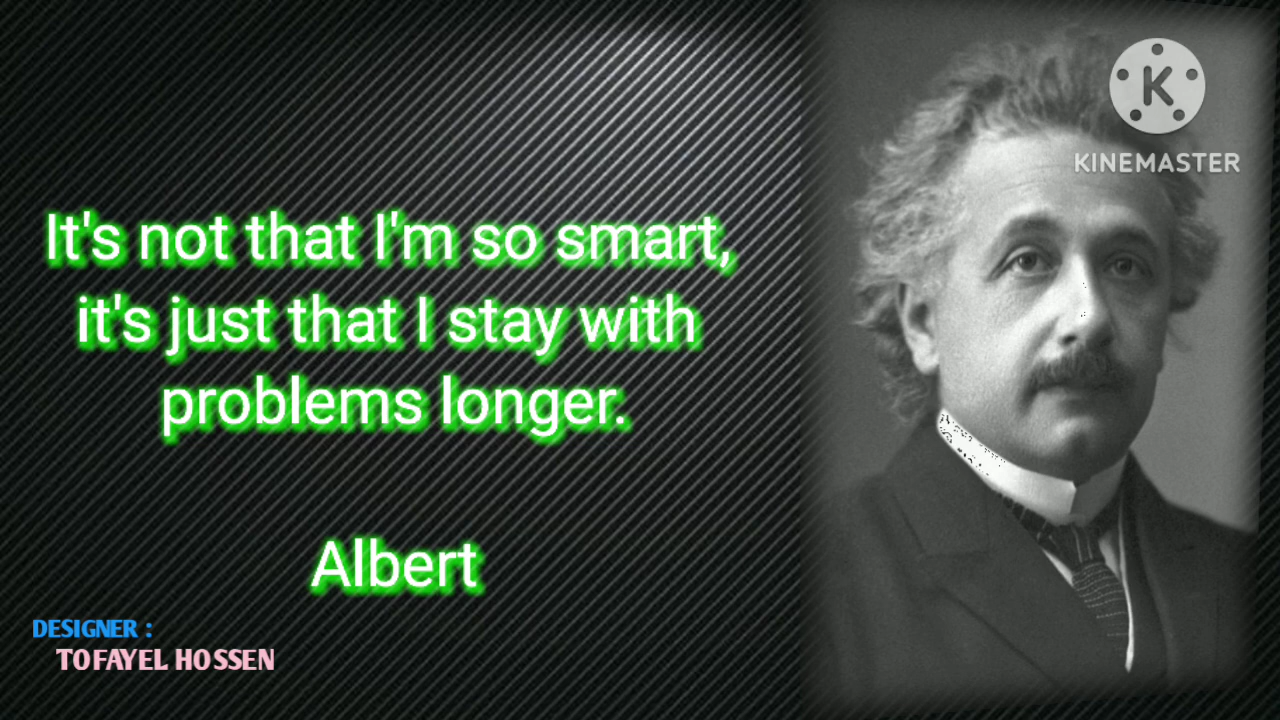 It's not that I'm so smart,
it's just that I stay with
problems longer.
Albert
DESIGNER :
TOFAYEL HOSSEN
K
KINEMASTER